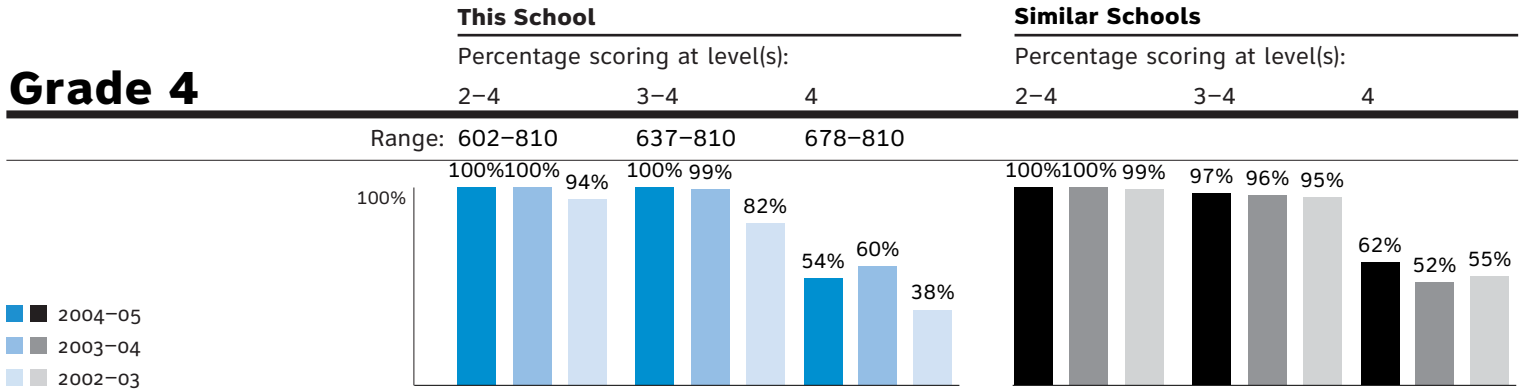 This School
Similar Schools
Percentage scoring at level(s):
Percentage scoring at level(s):
Grade 4
2–4 3–4 4
2–4 3–4 4
Range: 602–810 637–810 678–810
100% 100% 94% 100% 99% 82% 54% 60% 38%
100% 100% 99% 97% 96% 95% 62% 52% 55%
100%
2004–05
2003–04
2002–03